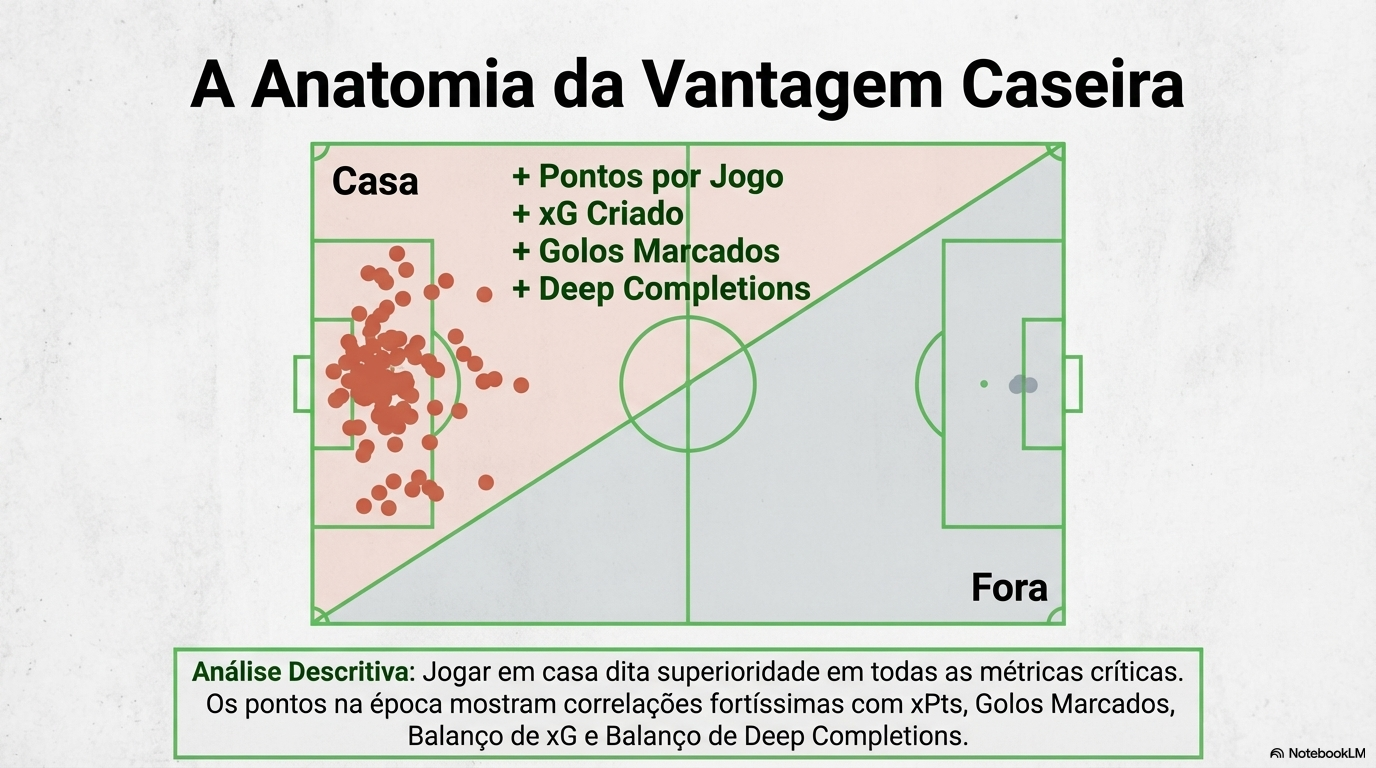 A Anatomia da Vantagem Caseira
Casa
+ Pontos por Jogo
+ xG Criado
+ Golos Marcados
+ Deep Completions
Fora
Análise Descritiva: Jogar em casa dita superioridade em todas as métricas críticas.
Os pontos na época mostram correlações fortíssimas com xPts, Golos Marcados,
Balanço de xG e Balanço de Deep Completions.
NotebookLM